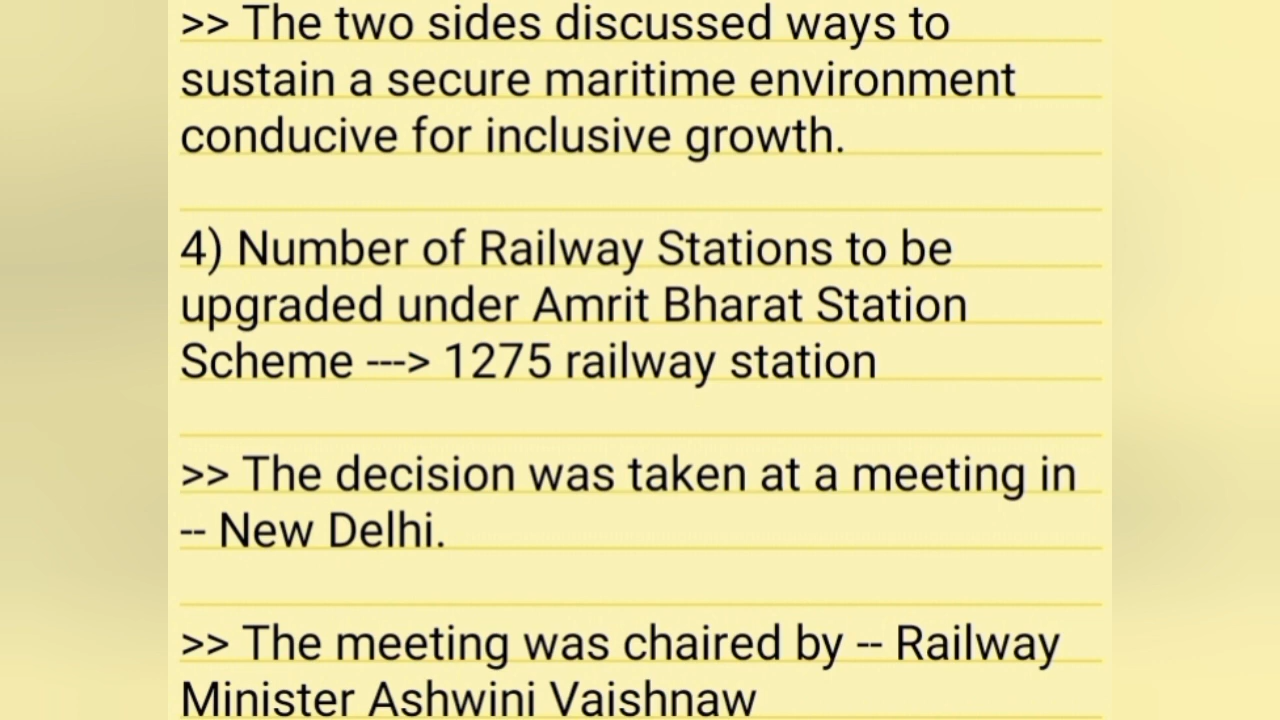 >> The two sides discussed ways to
sustain a secure maritime environment
conducive for inclusive growth.
4) Number of Railway Stations to be
upgraded under Amrit Bharat Station
Scheme ---> 1275 railway station
>> The decision was taken at a meeting in
-- New Delhi.
>> The meeting was chaired by -- Railway
Minister Ashwini Vaishnaw